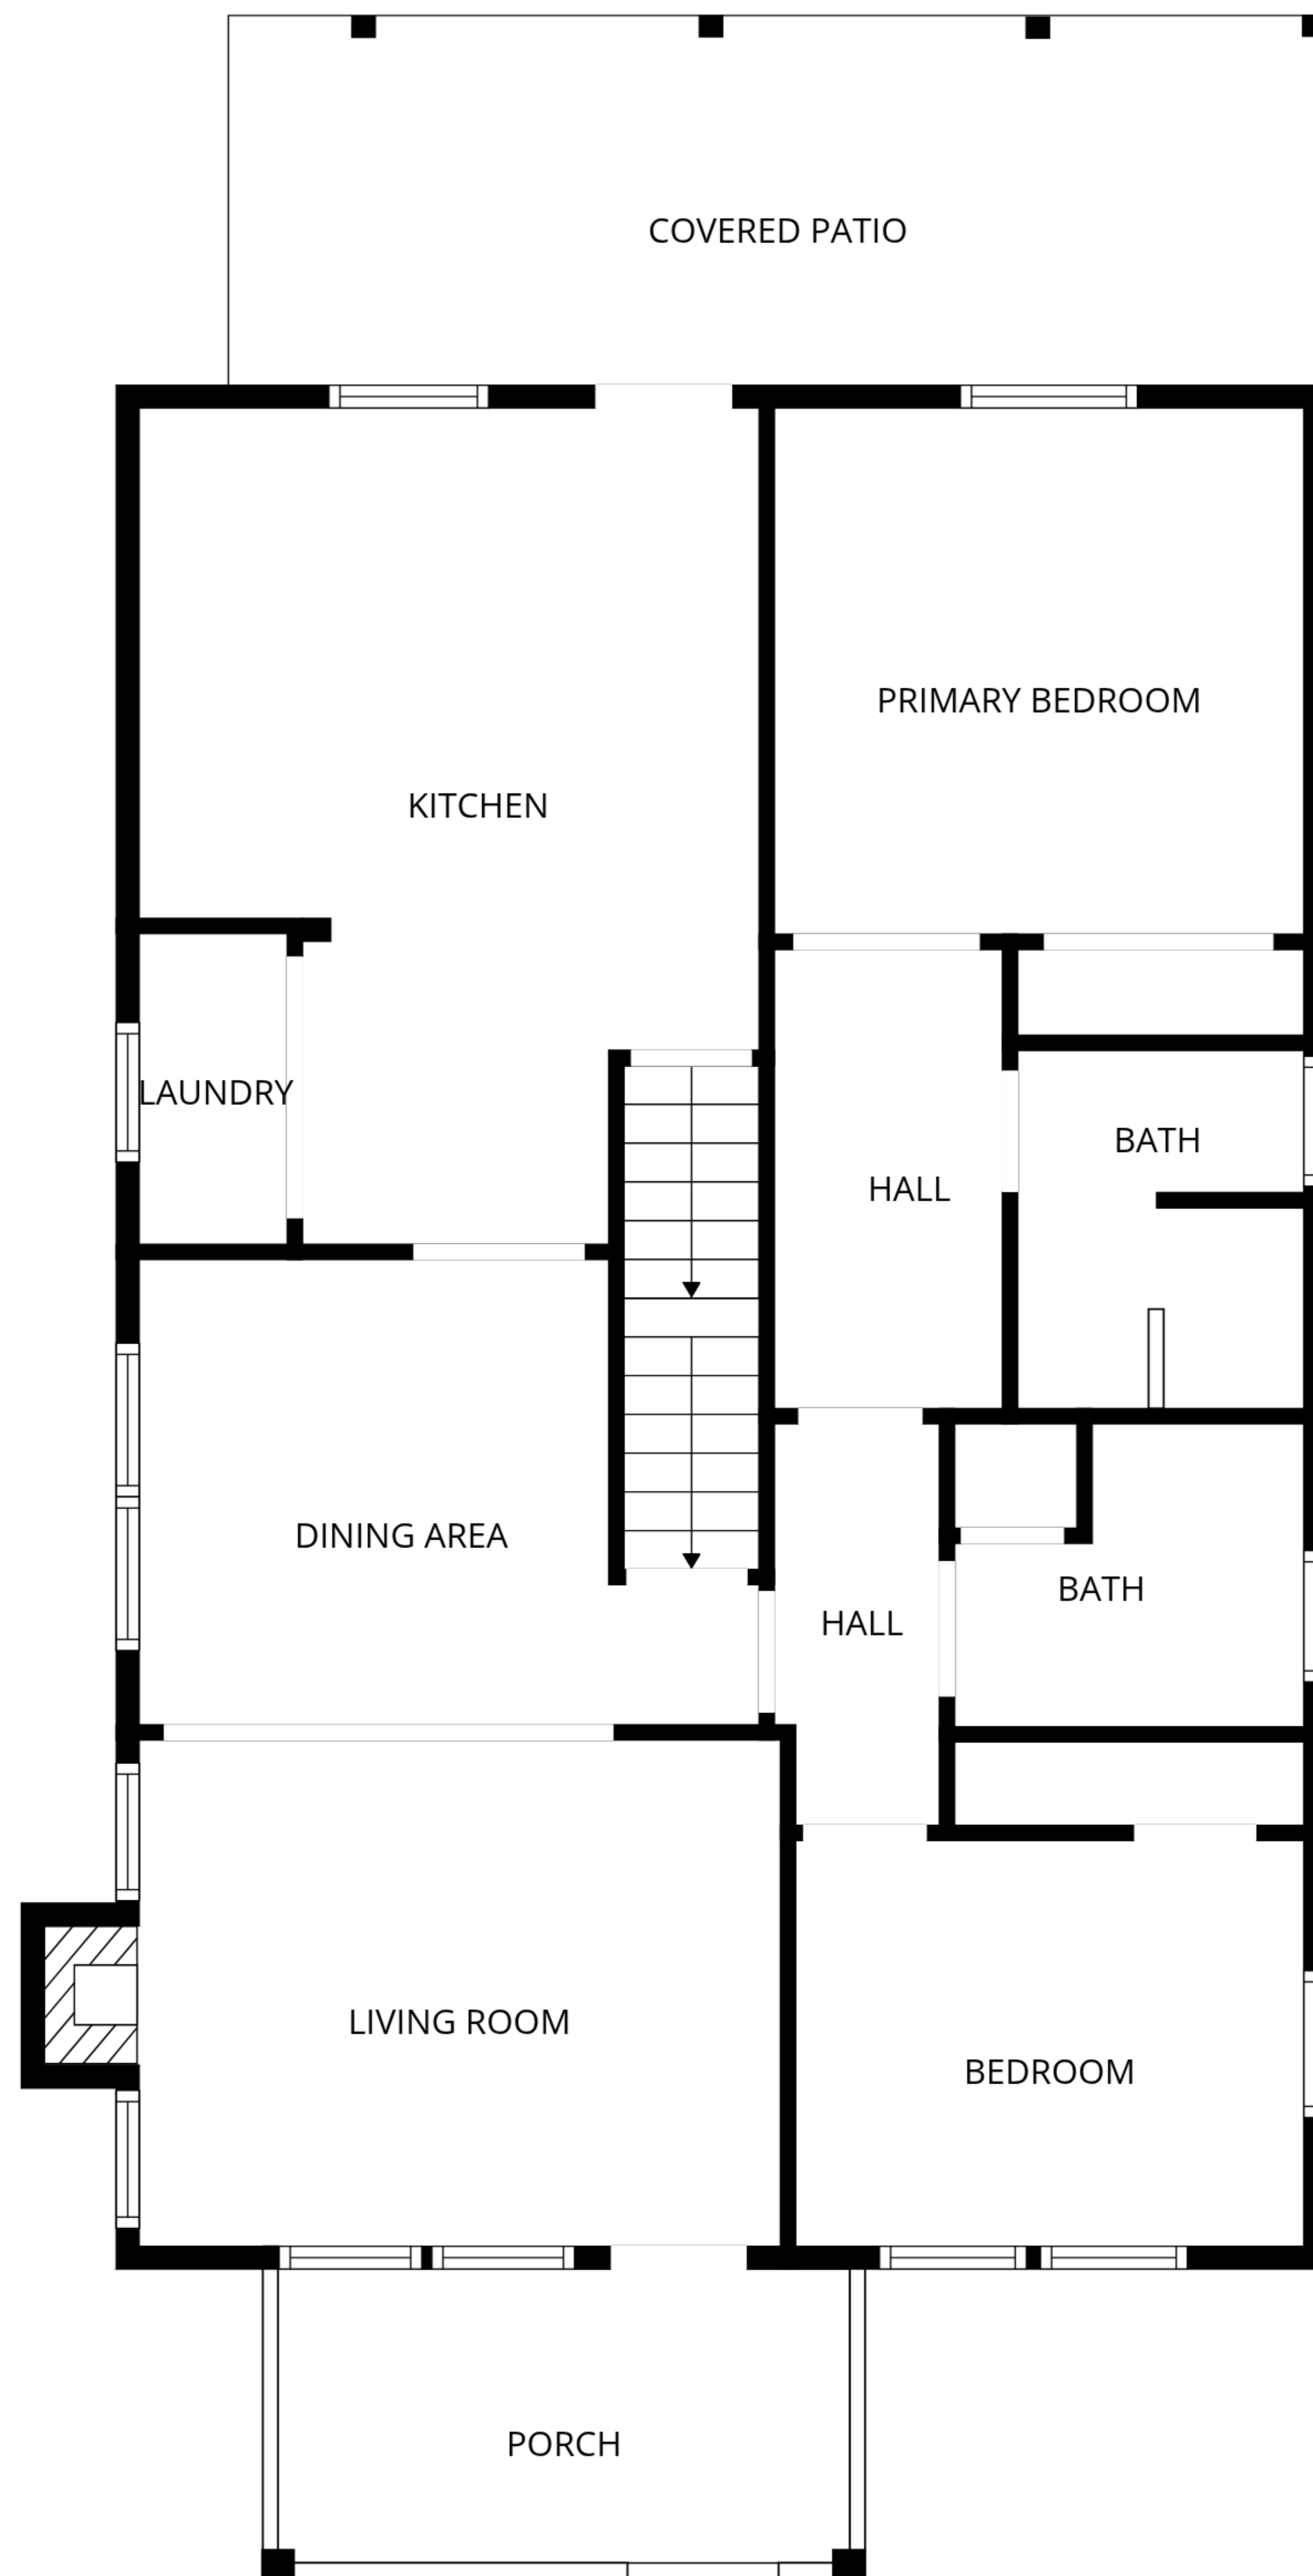 COVERED PATIO
PRIMARY BEDROOM
KITCHEN
LAUNDRY
BATH
HALL
DINING AREA
BATH
HALL
LIVING ROOM
BEDROOM
PORCH